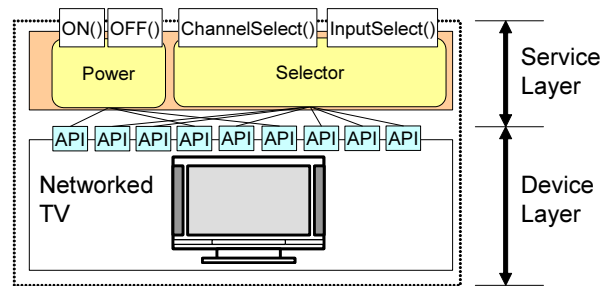 ON() OFF() ChannelSelect() InputSelect()
Power Selector
Service
Layer
API API API API API API API API API
Networked
TV
Device
Layer